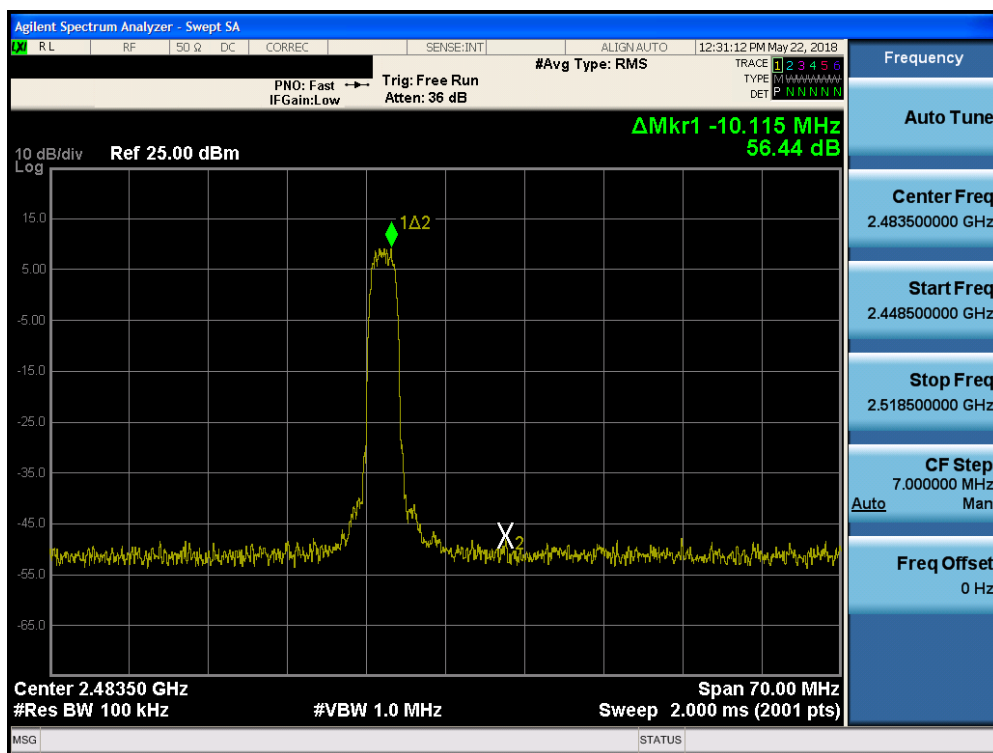 Agilent Spectrum Analyzer - Swept SA
LXI RL RF 50 Ω DC CORREC SENSE:INT ALIGN AUTO 12:31:12 PM May 22, 2018
Frequency
PNO: Fast
IFGain:Low
Trig: Free Run
Atten: 36 dB
#Avg Type: RMS
TRACE 1 2 3 4 5 6
TYPE MWWWWW
DET P N N N N N
Auto Tune
ΔMkr1 -10.115 MHz
56.44 dB
10 dB/div
Log
Ref 25.00 dBm
15.0
5.00
-5.00
-15.0
-25.0
-35.0
-45.0
-55.0
-65.0
1Δ2
X2
Center Freq
2.483500000 GHz
Start Freq
2.448500000 GHz
Stop Freq
2.518500000 GHz
CF Step
7.000000 MHz
Auto Man
Freq Offset
0 Hz
Center 2.48350 GHz Span 70.00 MHz
#Res BW 100 kHz #VBW 1.0 MHz Sweep 2.000 ms (2001 pts)
MSG STATUS